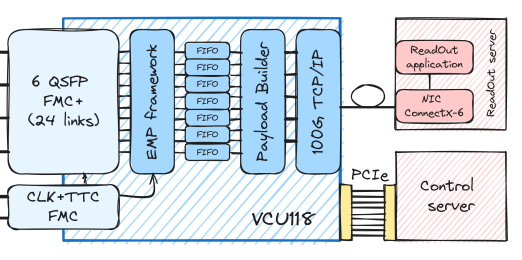 6 QSFP
FMC+
(24 links)
CLK+TTC
FMC
EMP framework
FIFO
FIFO
FIFO
FIFO
FIFO
FIFO
FIFO
Payload Builder
100G, TCP/IP
VCU118
PCIe
ReadOut
application
NIC
ConnectX-6
ReadOut server
Control
server